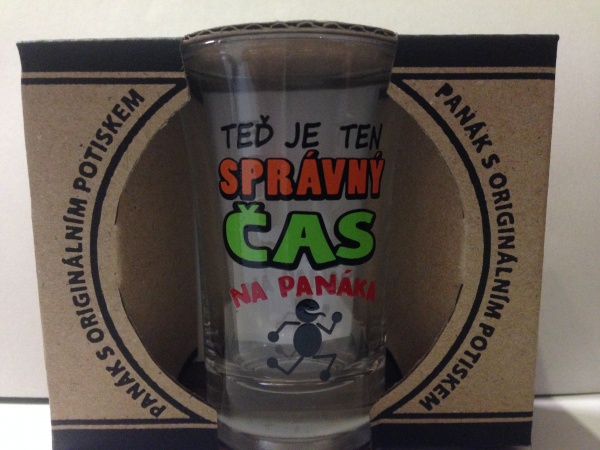 PANÁK S ORIGINÁLNÍM POTISKEM
TEĎ JE TEN
SPRÁVNÝ
ČAS
NA PANÁKA
PANÁK S ORIGINÁLNÍM POTISKEM